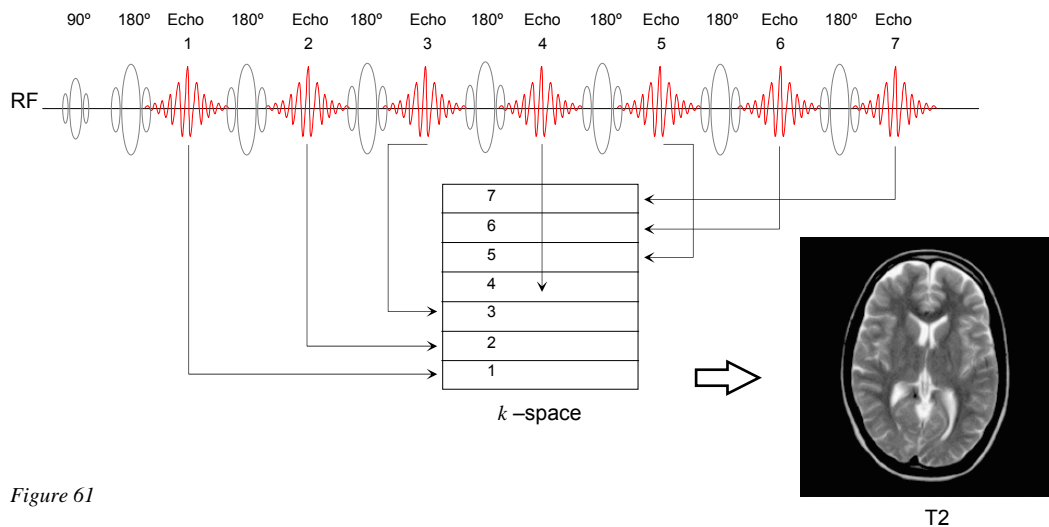 90º 180º Echo 180º Echo 180º Echo 180º Echo 180º Echo 180º Echo 180º Echo
1 2 3 4 5 6 7
RF
7
6
5
4
3
2
1
k –space
Figure 61
T2